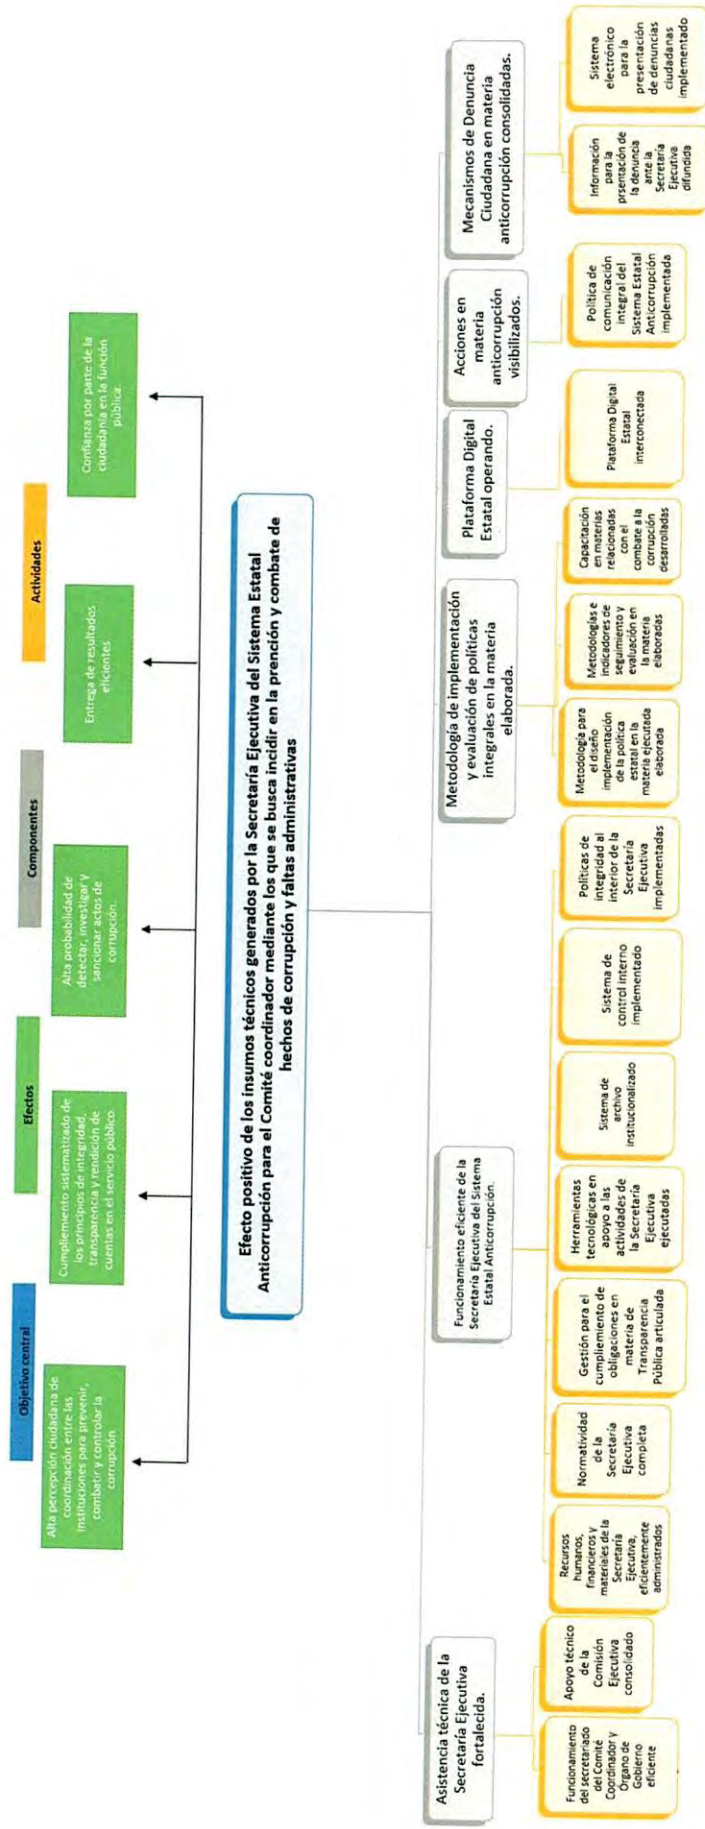 Objetivo central
Efectos
Componentes
Actividades
Alta percepción ciudadana de
coordinación entre las
instituciones para prevenir,
combatir y controlar la
corrupción
Cumpliemiento sistematizado de
los principios de integridad,
transparencia y rendición de
cuentas en el servicio público
Alta probabilidad de
detectar, investigar y
sancionar actos de
corrupción.
Entrega de resultados
eficientes.
Confianza por parte de la
ciudadanía en la función
pública.
Efecto positivo de los insumos técnicos generados por la Secretaría Ejecutiva del Sistema Estatal
Anticorrupción para el Comité coordinador mediante los que se busca incidir en la prención y combate de
hechos de corrupción y faltas administrativas
Asistencia técnica de la
Secretaría Ejecutiva
fortalecida.
Funcionamiento eficiente de la
Secretaría Ejecutiva del Sistema
Estatal Anticorrupción.
Metodología de implementación
y evaluación de políticas
integrales en la materia
elaborada.
Plataforma Digital
Estatal operando.
Acciones en
materia
anticorrupción
visibilizados.
Mecanismos de Denuncia
Ciudadana en materia
anticorrupción consolidadas.
Funcionamiento
del secretariado
del Comité
Coordinador y
Órgano de
Gobierno
eficiente
Apoyo técnico
de la
Comisión
Ejecutiva
consolidado
Recursos
humanos,
financieros y
materiales de la
Secretaría
Ejecutiva,
eficientemente
administrados
Normatividad
de la
Secretaría
Ejecutiva
completa
Gestión para el
cumpliemiento de
obligaciones en
materia de
Transparencia
Pública articulada
Herramientas
tecnológicas en
apoyo a las
actividades de
la Secretaría
Ejecutiva
ejecutadas
Sistema de
archivo
institucionalizado
Sistema de
control interno
implementado
Políticas de
integridad al
interior de la
Secretaría
Ejecutiva
implementadas
Metodología para
el diseño
implementación
de la política
estatal en la
materia ejecutada
elaborada
Metodologías e
indicadores de
seguimiento y
evaluación en
la materia
elaboradas
Capacitación
en materias
relacionadas
con el
combate a la
corrupción
desarrolladas
Plataforma Digital
Estatal
interconectada
Política de
comunicación
integral del
Sistema Estatal
Anticorrupción
implementada
Información
para la
prsentación de
la denuncia
ante la
Secretaría
Ejecutiva
difundida
Sistema
electrónico
para la
presentación
de denuncias
ciudadanas
implementado